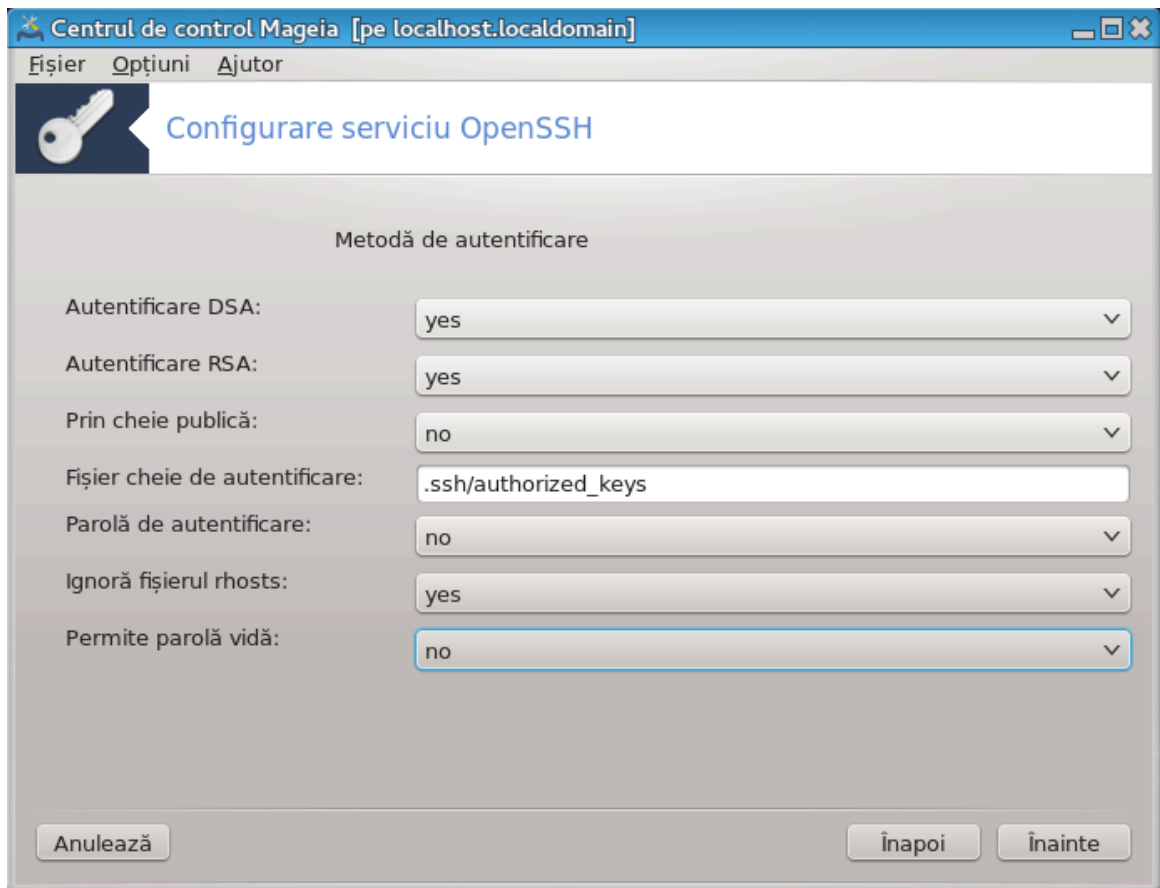 Centrul de control Mageia [pe localhost.localdomain]
Fișier Opțiuni Ajutor
Configurare serviciu OpenSSH
Metodă de autentificare
Autentificare DSA: yes
Autentificare RSA: yes
Prin cheie publică: no
Fișier cheie de autentificare: .ssh/authorized_keys
Parolă de autentificare: no
Ignoră fișierul rhosts: yes
Permite parolă vidă: no
Anulează Înapoi Înainte